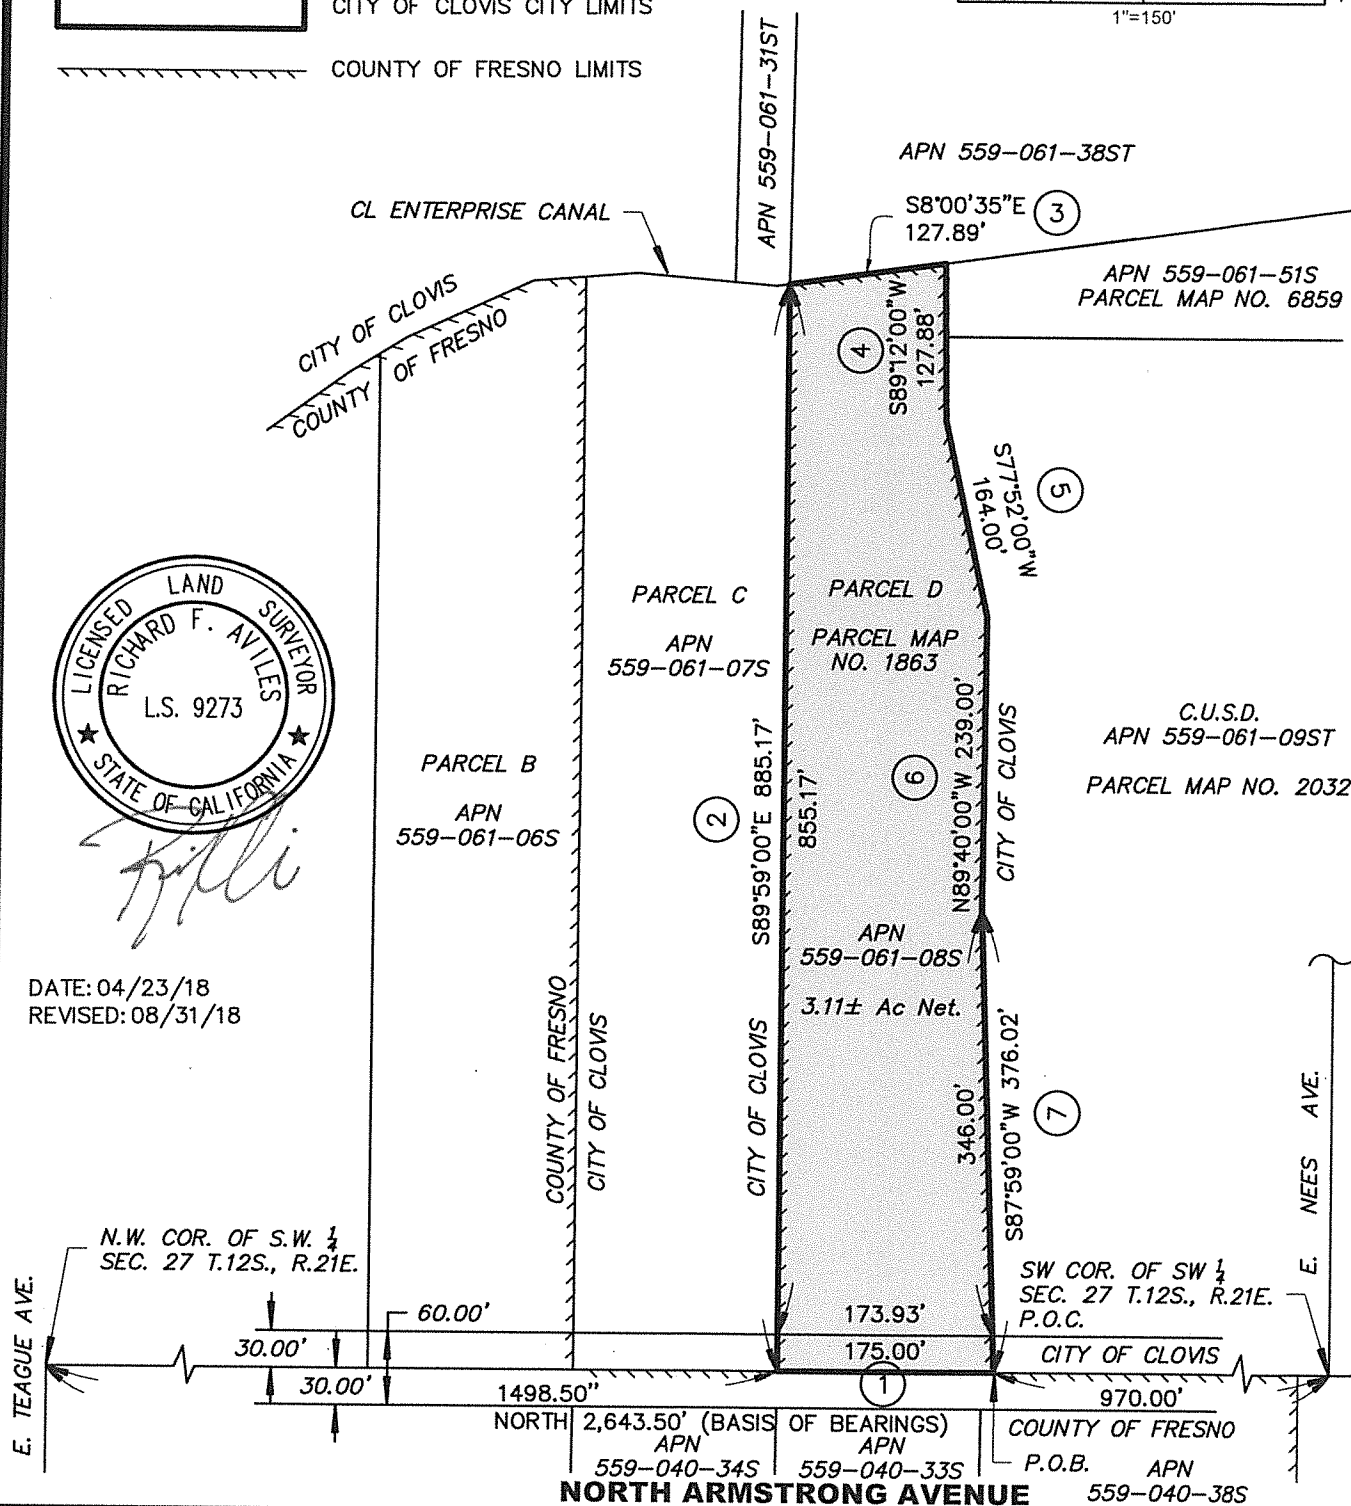 CITY OF CLOVIS CITY LIMITS
1"=150'
COUNTY OF FRESNO LIMITS
APN 559-061-31ST
APN 559-061-38ST
CL ENTERPRISE CANAL
S8°00'35"E
127.89'
3
APN 559-061-51S
PARCEL MAP NO. 6859
CITY OF CLOVIS
COUNTY OF FRESNO
4
S89°12'00"W
127.88'
S77°52'00"W
164.00'
5
LICENSED LAND SURVEYOR
RICHARD F. AVILES
L.S. 9273
STATE OF CALIFORNIA
PARCEL C
APN
559-061-07S
PARCEL D
PARCEL MAP
NO. 1863
C.U.S.D.
APN 559-061-09ST
PARCEL MAP NO. 2032
PARCEL B
APN
559-061-06S
2
S89°59'00"E 885.17'
855.17'
6
N89°40'00"W 239.00'
CITY OF CLOVIS
APN
559-061-08S
3.11± Ac Net.
DATE: 04/23/18
REVISED: 08/31/18
COUNTY OF FRESNO
CITY OF CLOVIS
CITY OF CLOVIS
346.00'
S87°59'00"W 376.02'
7
E. NEES AVE.
N.W. COR. OF S.W. 1/4
SEC. 27 T.12S., R.21E.
SW COR. OF SW 1/4
SEC. 27 T.12S., R.21E.
P.O.C.
E. TEAGUE AVE.
60.00'
30.00'
30.00'
173.93'
175.00'
1
CITY OF CLOVIS
1498.50"
970.00'
NORTH 2,643.50' (BASIS OF BEARINGS)
COUNTY OF FRESNO
APN
559-040-34S
APN
559-040-33S
P.O.B.
APN
559-040-38S
NORTH ARMSTRONG AVENUE